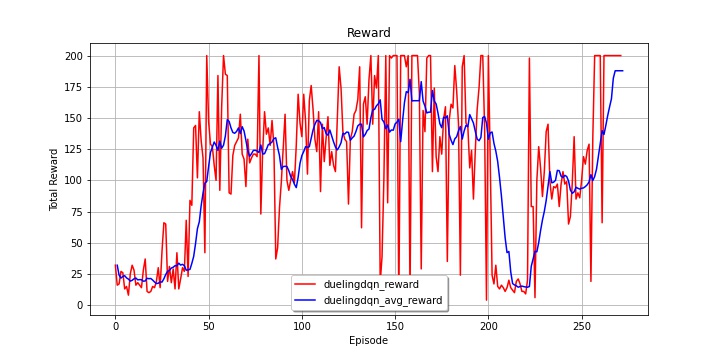 Reward
200
175
150
125
100
75
50
25
0
Total Reward
duelingdqn_reward
duelingdqn_avg_reward
0 50 100 150 200 250
Episode